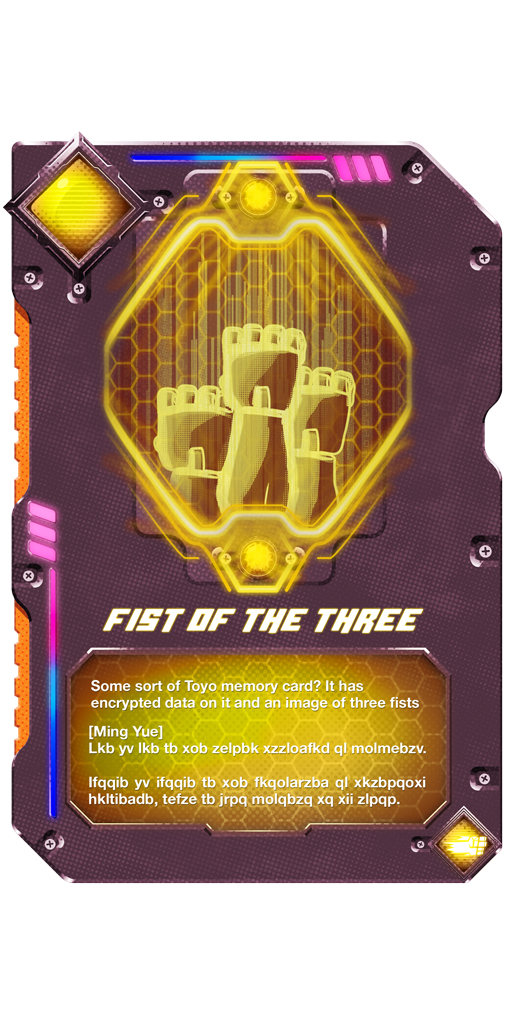 FIST OF THE THREE
Some sort of Toyo memory card? It has
encrypted data on it and an image of three fists
[Ming Yue]
Lkb yv lkb tb xob zelpbk xzzloafkd ql molmebzv.
Ifqqib yv ifqqib tb xob fkqolarzba ql xkzbpqoxi
hkltibadb, tefze tb jrpq molqbzq xq xii zlpqp.